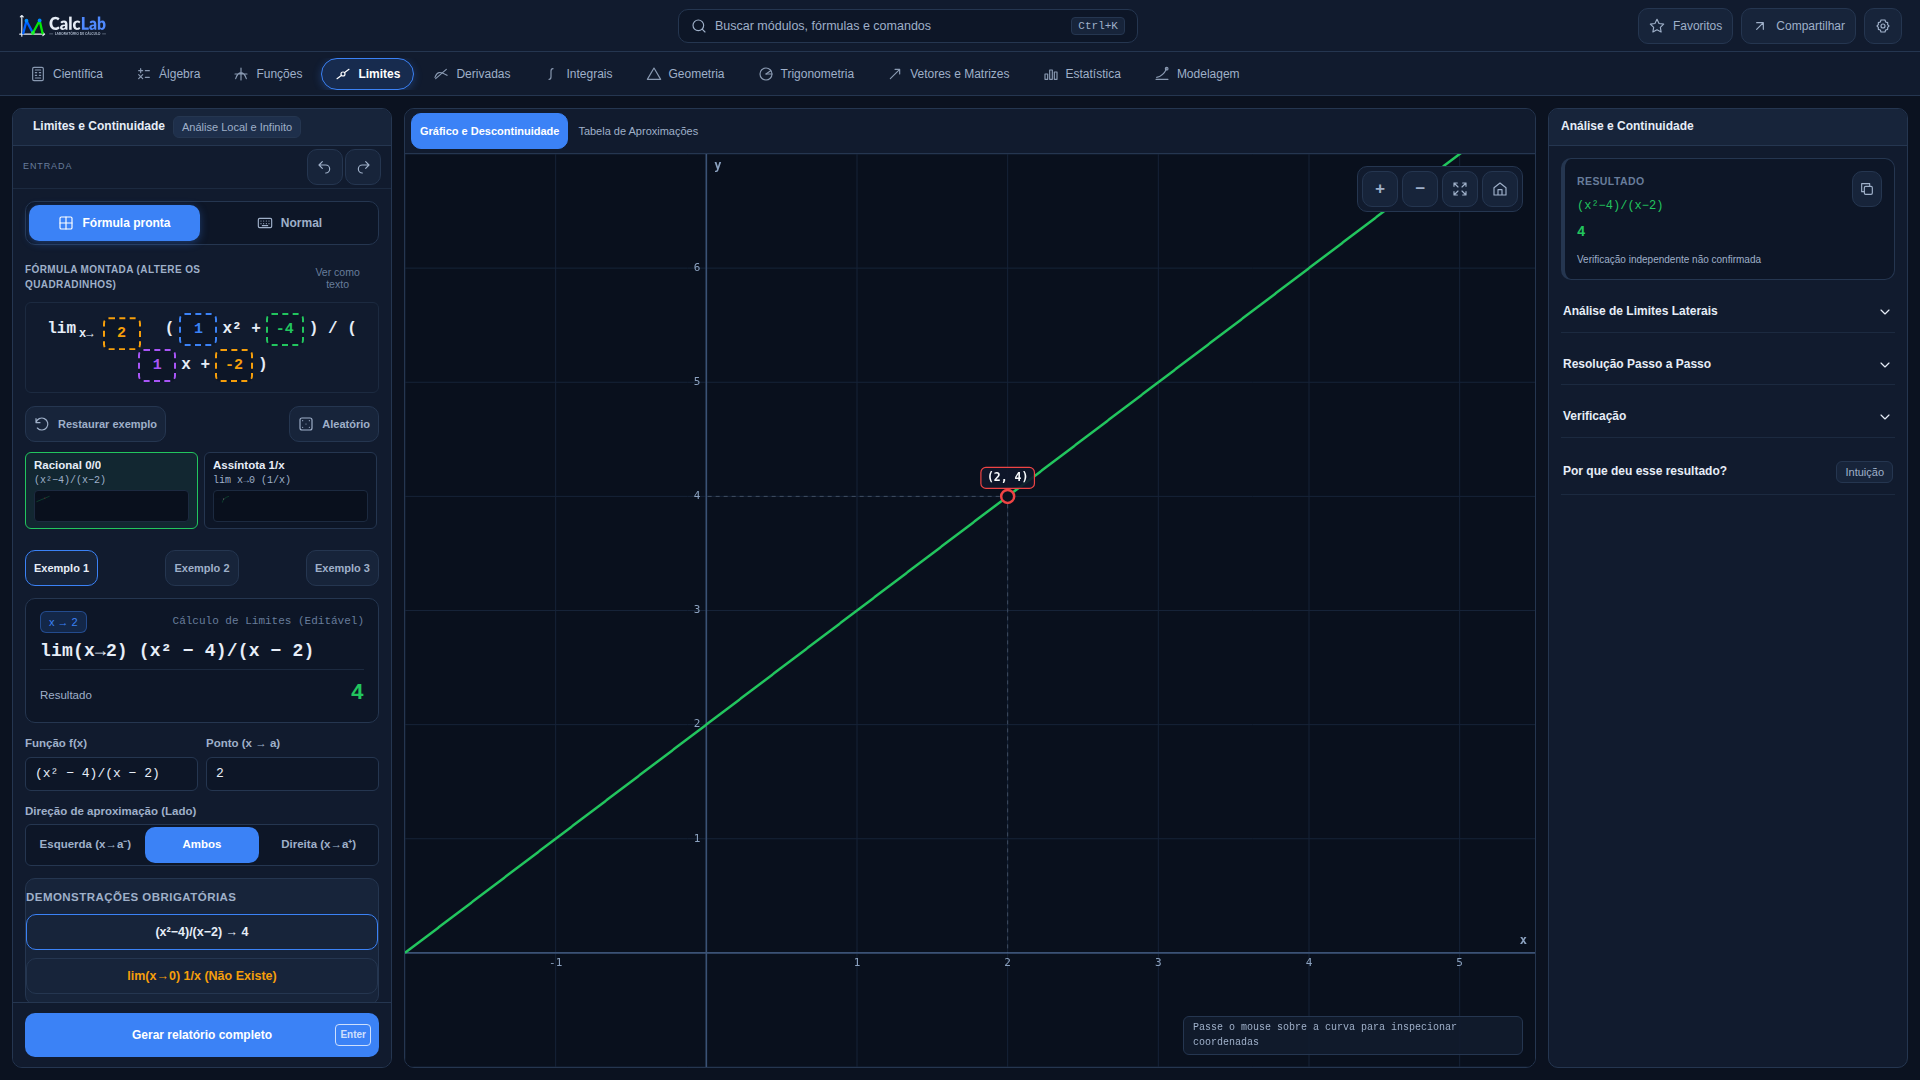 CalcLab
LABORATÓRIO DE CÁLCULO
Buscar módulos, fórmulas e comandos
Ctrl+K
Favoritos
Compartilhar
Científica
Álgebra
Funções
Limites
Derivadas
Integrais
Geometria
Trigonometria
Vetores e Matrizes
Estatística
Modelagem
Limites e Continuidade
Análise Local e Infinito
ENTRADA
Fórmula pronta
Normal
FÓRMULA MONTADA (ALTERE OS
QUADRADINHOS)
Ver como
texto
lim x→ 2 ( 1 x² + -4 ) / (
1 x + -2 )
Restaurar exemplo
Aleatório
Racional 0/0
(x²−4)/(x−2)
Assíntota 1/x
lim x→0 (1/x)
Exemplo 1
Exemplo 2
Exemplo 3
x → 2
Cálculo de Limites (Editável)
lim(x→2) (x² − 4)/(x − 2)
Resultado
4
Função f(x)
Ponto (x → a)
(x² − 4)/(x − 2)
2
Direção de aproximação (Lado)
Esquerda (x→a⁻)
Ambos
Direita (x→a⁺)
DEMONSTRAÇÕES OBRIGATÓRIAS
(x²−4)/(x−2) → 4
lim(x→0) 1/x (Não Existe)
Gerar relatório completo
Enter
Gráfico e Descontinuidade
Tabela de Aproximações
y
+
−
6
5
(2, 4)
4
3
2
1
x
-1
1
2
3
4
5
Passe o mouse sobre a curva para inspecionar
coordenadas
Análise e Continuidade
RESULTADO
(x²−4)/(x−2)
4
Verificação independente não confirmada
Análise de Limites Laterais
Resolução Passo a Passo
Verificação
Por que deu esse resultado?
Intuição